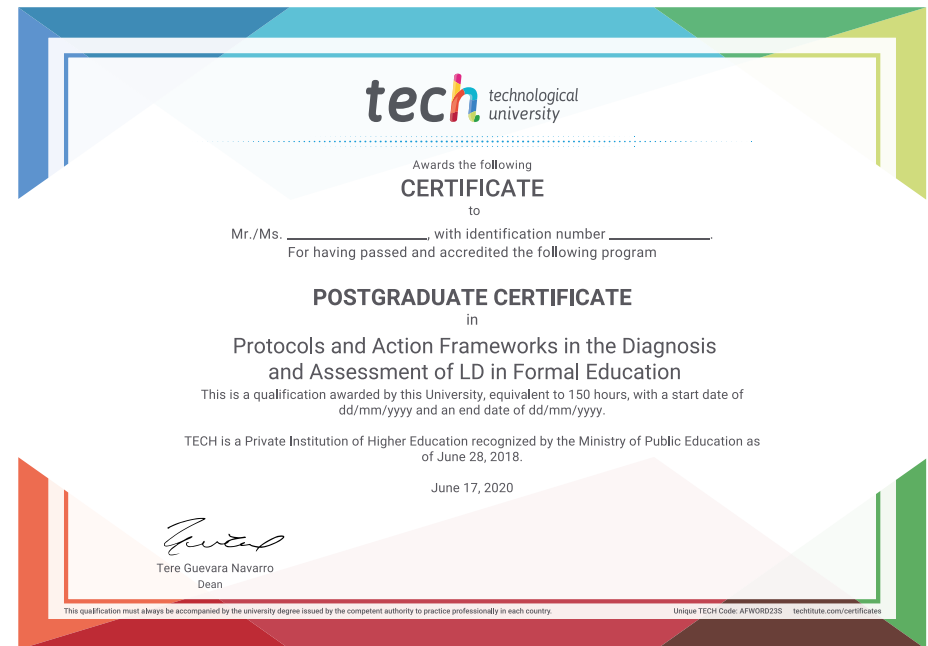 tech technological
university
Awards the following
CERTIFICATE
to
Mr./Ms. ____________________, with identification number ______________.
For having passed and accredited the following program
POSTGRADUATE CERTIFICATE
in
Protocols and Action Frameworks in the Diagnosis
and Assessment of LD in Formal Education
This is a qualification awarded by this University, equivalent to 150 hours, with a start date of
dd/mm/yyyy and an end date of dd/mm/yyyy.
TECH is a Private Institution of Higher Education recognized by the Ministry of Public Education as
of June 28, 2018.
June 17, 2020
Tere Guevara Navarro
Dean
This qualification must always be accompanied by the university degree issued by the competent authority to practice professionally in each country.
Unique TECH Code: AFWORD23S techtitute.com/certificates